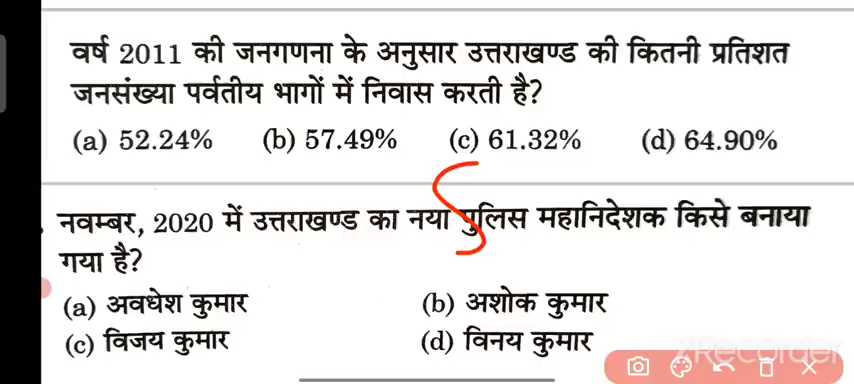 वर्ष 2011 की जनगणना के अनुसार उत्तराखण्ड की कितनी प्रतिशत
जनसंख्या पर्वतीय भागों में निवास करती है?
(a) 52.24% (b) 57.49% (c) 61.32% (d) 64.90%
. नवम्बर, 2020 में उत्तराखण्ड का नया पुलिस महानिदेशक किसे बनाया
गया है?
(a) अवधेश कुमार (b) अशोक कुमार
(c) विजय कुमार (d) विनय कुमार
ZRecorder